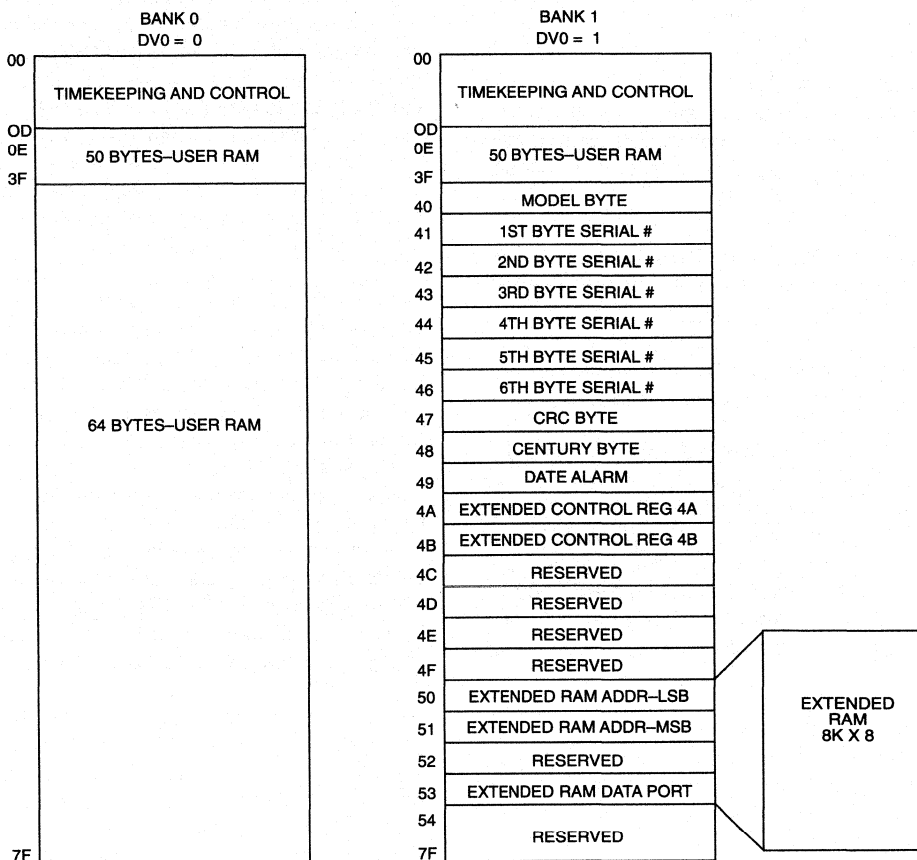 BANK 0
DV0 = 0
00
TIMEKEEPING AND CONTROL
OD
0E
50 BYTES–USER RAM
3F
64 BYTES–USER RAM
7F
BANK 1
DV0 = 1
00
TIMEKEEPING AND CONTROL
OD
0E
50 BYTES–USER RAM
3F
40 MODEL BYTE
41 1ST BYTE SERIAL #
42 2ND BYTE SERIAL #
43 3RD BYTE SERIAL #
44 4TH BYTE SERIAL #
45 5TH BYTE SERIAL #
46 6TH BYTE SERIAL #
47 CRC BYTE
48 CENTURY BYTE
49 DATE ALARM
4A EXTENDED CONTROL REG 4A
4B EXTENDED CONTROL REG 4B
4C RESERVED
4D RESERVED
4E RESERVED
4F RESERVED
50 EXTENDED RAM ADDR–LSB
51 EXTENDED RAM ADDR–MSB
52 RESERVED
53 EXTENDED RAM DATA PORT
54
RESERVED
7F
EXTENDED
RAM
8K X 8